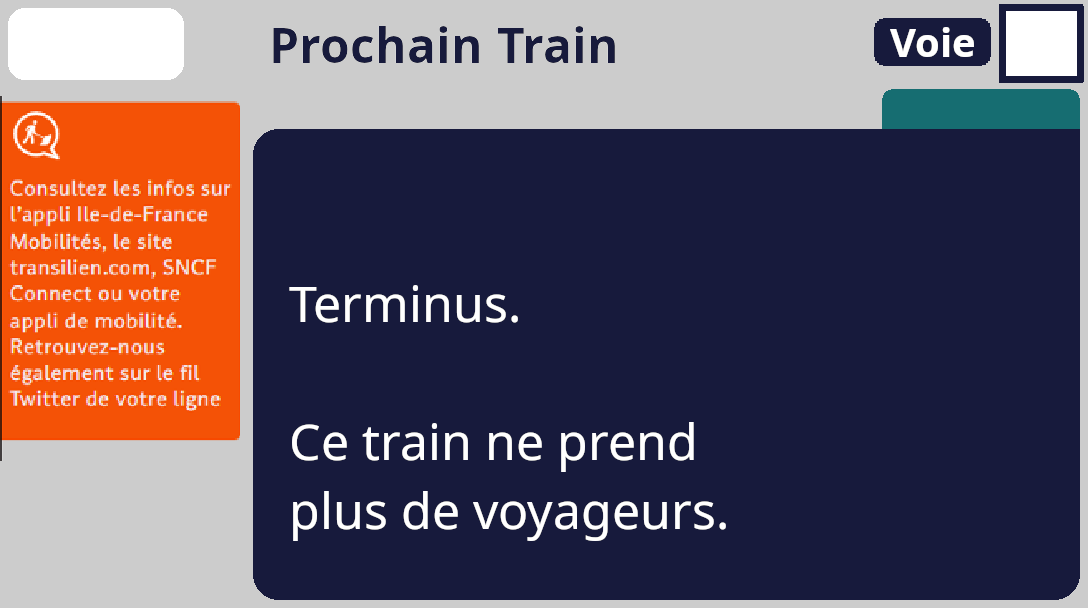 Prochain Train
Voie
Consultez les infos sur
l'appli Ile-de-France
Mobilités, le site
transilien.com, SNCF
Connect ou votre
appli de mobilité.
Retrouvez-nous
également sur le fil
Twitter de votre ligne
Terminus.
Ce train ne prend
plus de voyageurs.